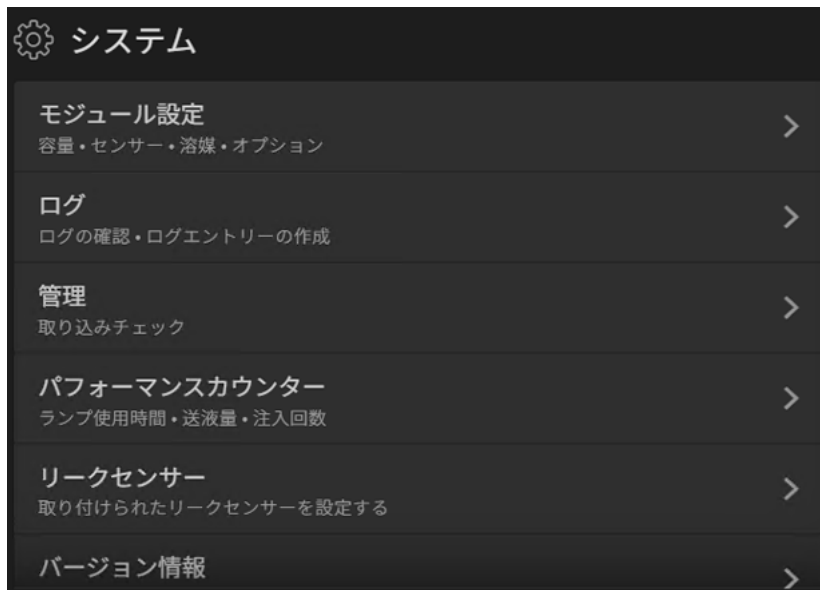 システム
モジュール設定
容量・センサー・溶媒・オプション
ログ
ログの確認・ログエントリーの作成
管理
取り込みチェック
パフォーマンスカウンター
ランプ使用時間・送液量・注入回数
リークセンサー
取り付けられたリークセンサーを設定する
バージョン情報